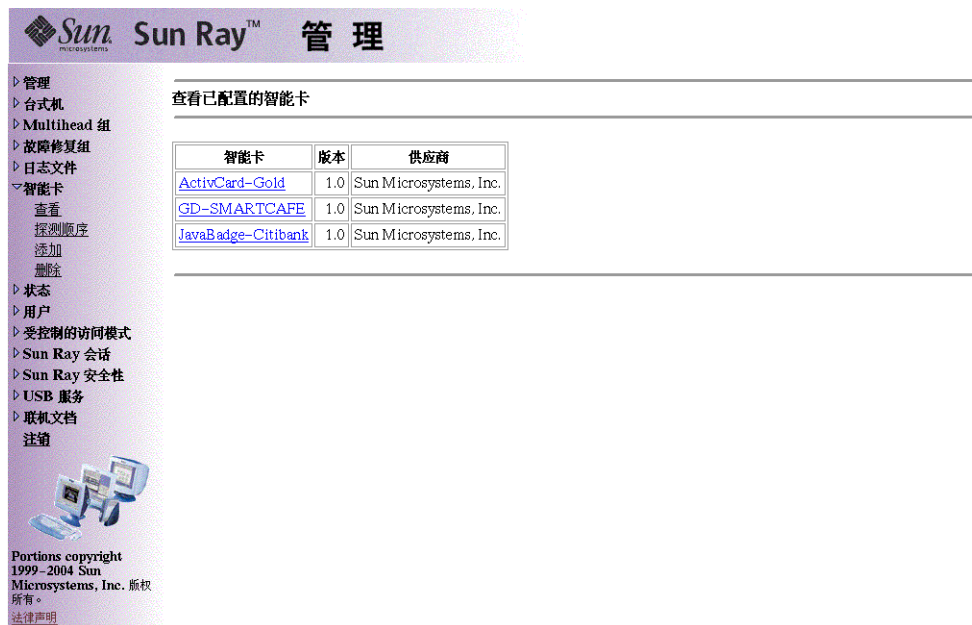 Sun microsystems
Sun Ray™ 管 理
管理
台式机
Multihead 组
故障修复组
日志文件
智能卡
查看
探测顺序
添加
删除
状态
用户
受控制的访问模式
Sun Ray 会话
Sun Ray 安全性
USB 服务
联机文档
注销
Portions copyright
1999-2004 Sun
Microsystems, Inc. 版权
所有。
法律声明
查看已配置的智能卡
智能卡 版本 供应商
ActivCard-Gold 1.0 Sun Microsystems, Inc.
GD-SMARTCAFE 1.0 Sun Microsystems, Inc.
JavaBadge-Citibank 1.0 Sun Microsystems, Inc.